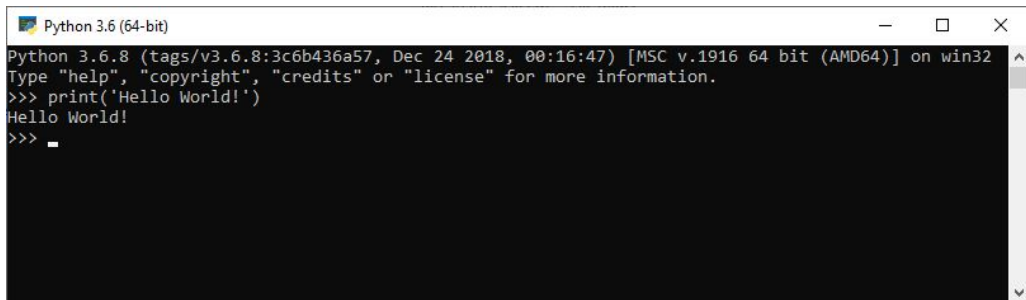 Python 3.6 (64-bit)
Python 3.6.8 (tags/v3.6.8:3c6b436a57, Dec 24 2018, 00:16:47) [MSC v.1916 64 bit (AMD64)] on win32
Type "help", "copyright", "credits" or "license" for more information.
>>> print('Hello World!')
Hello World!
>>>